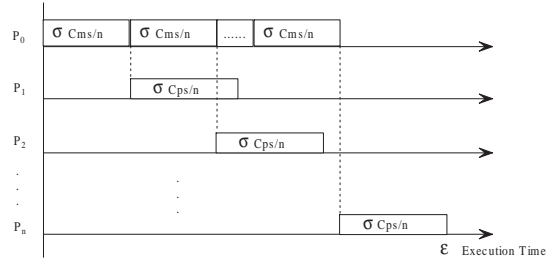 P0 σ Cms/n σ Cms/n ...... σ Cms/n
P1 σ Cps/n
P2 σ Cps/n
Pn σ Cps/n
ε Execution Time